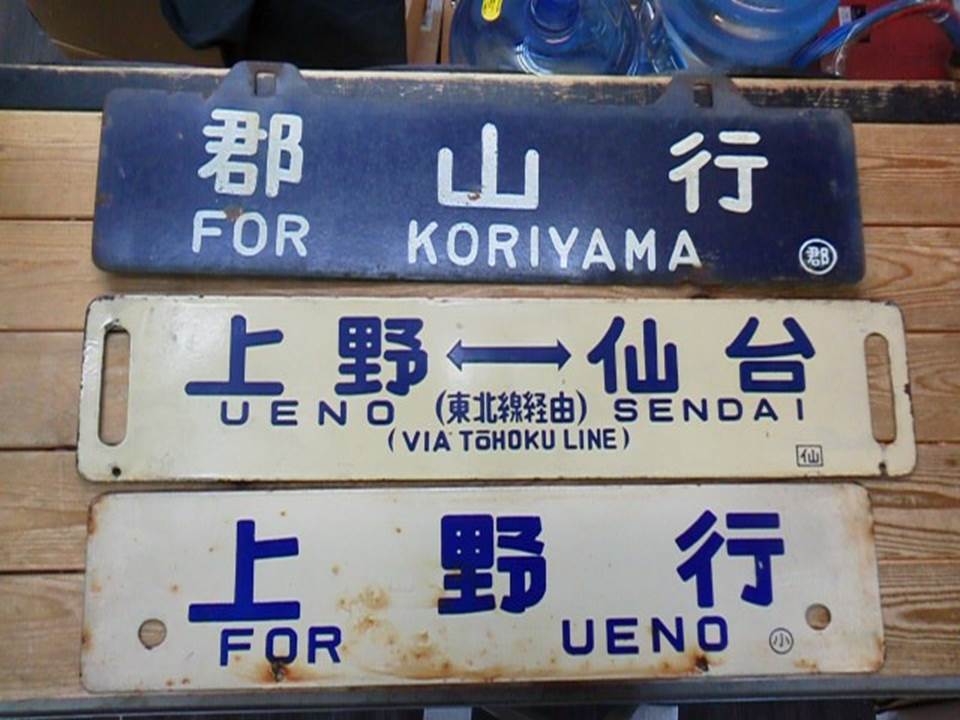 郡山行
FOR KORIYAMA
郡
上野⟷仙台
UENO (東北線経由) SENDAI
(VIA TōHOKU LINE)
仙
上野行
FOR UENO
小